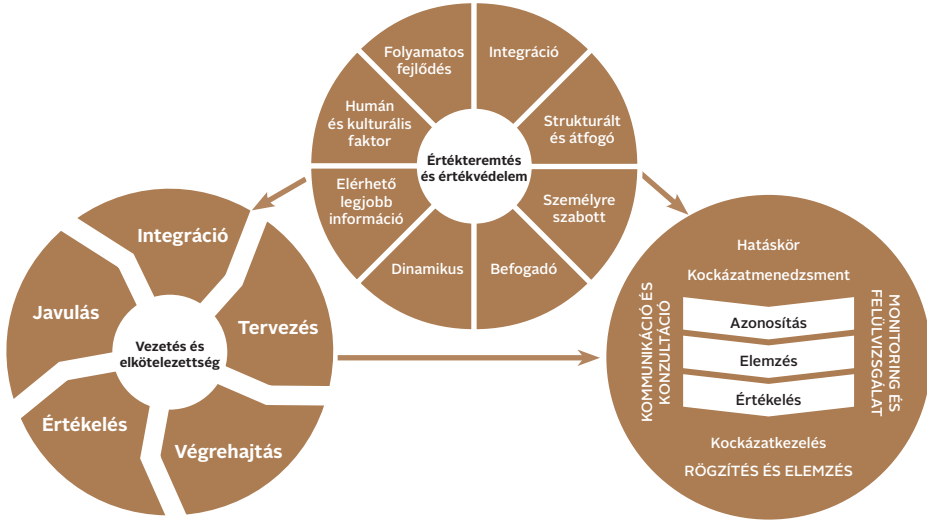 Folyamatos
fejlődés
Integráció
Strukturált
és átfogó
Személyre
szabott
Befogadó
Dinamikus
Elérhető
legjobb
információ
Humán
és kulturális
faktor
Értékteremtés
és értékvédelem
Integráció
Tervezés
Végrehajtás
Értékelés
Javulás
Vezetés és
elkötelezettség
Hatáskör
Kockázatmenedzsment
KOMMUNIKÁCIÓ ÉS
KONZULTÁCIÓ
Azonosítás
Elemzés
Értékelés
MONITORING ÉS
FELÜLVIZSGÁLAT
Kockázatkezelés
RÖGZÍTÉS ÉS ELEMZÉS